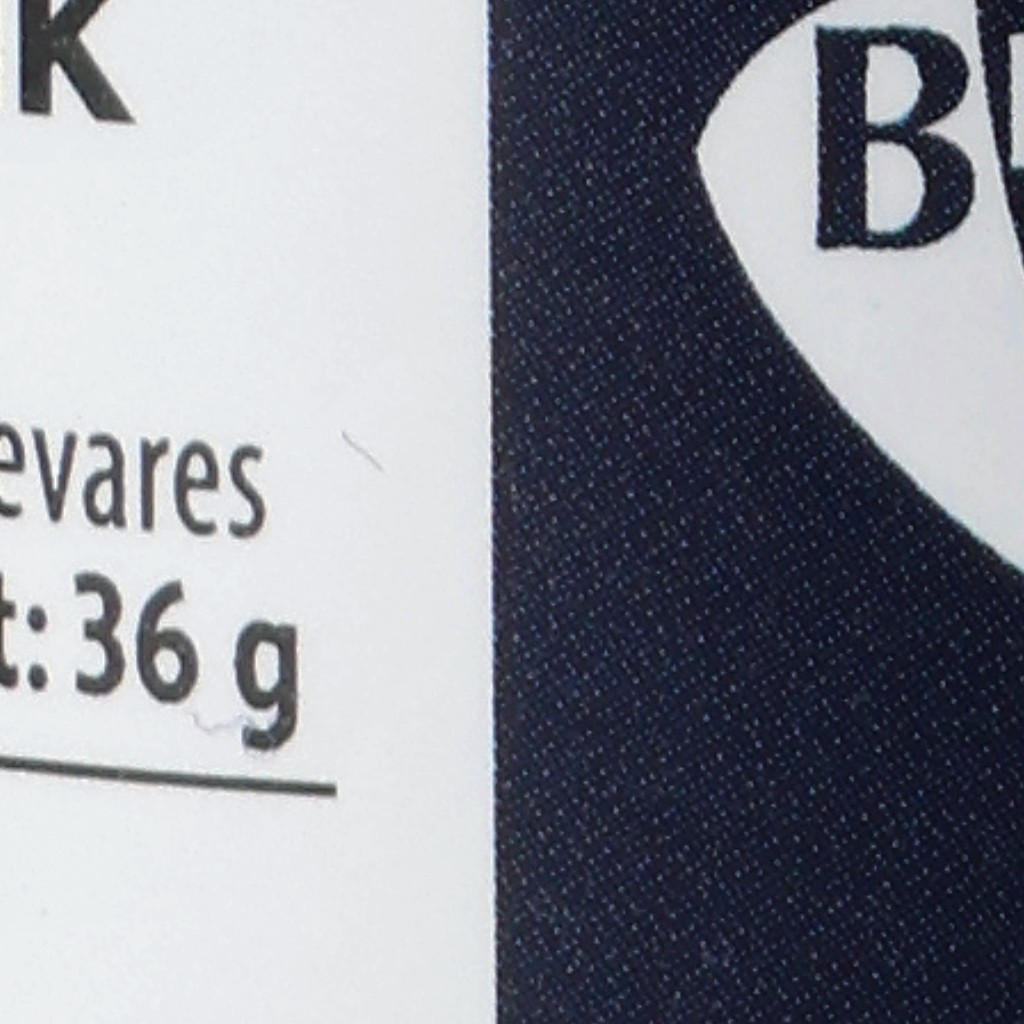 K
evares
t: 36 g
B